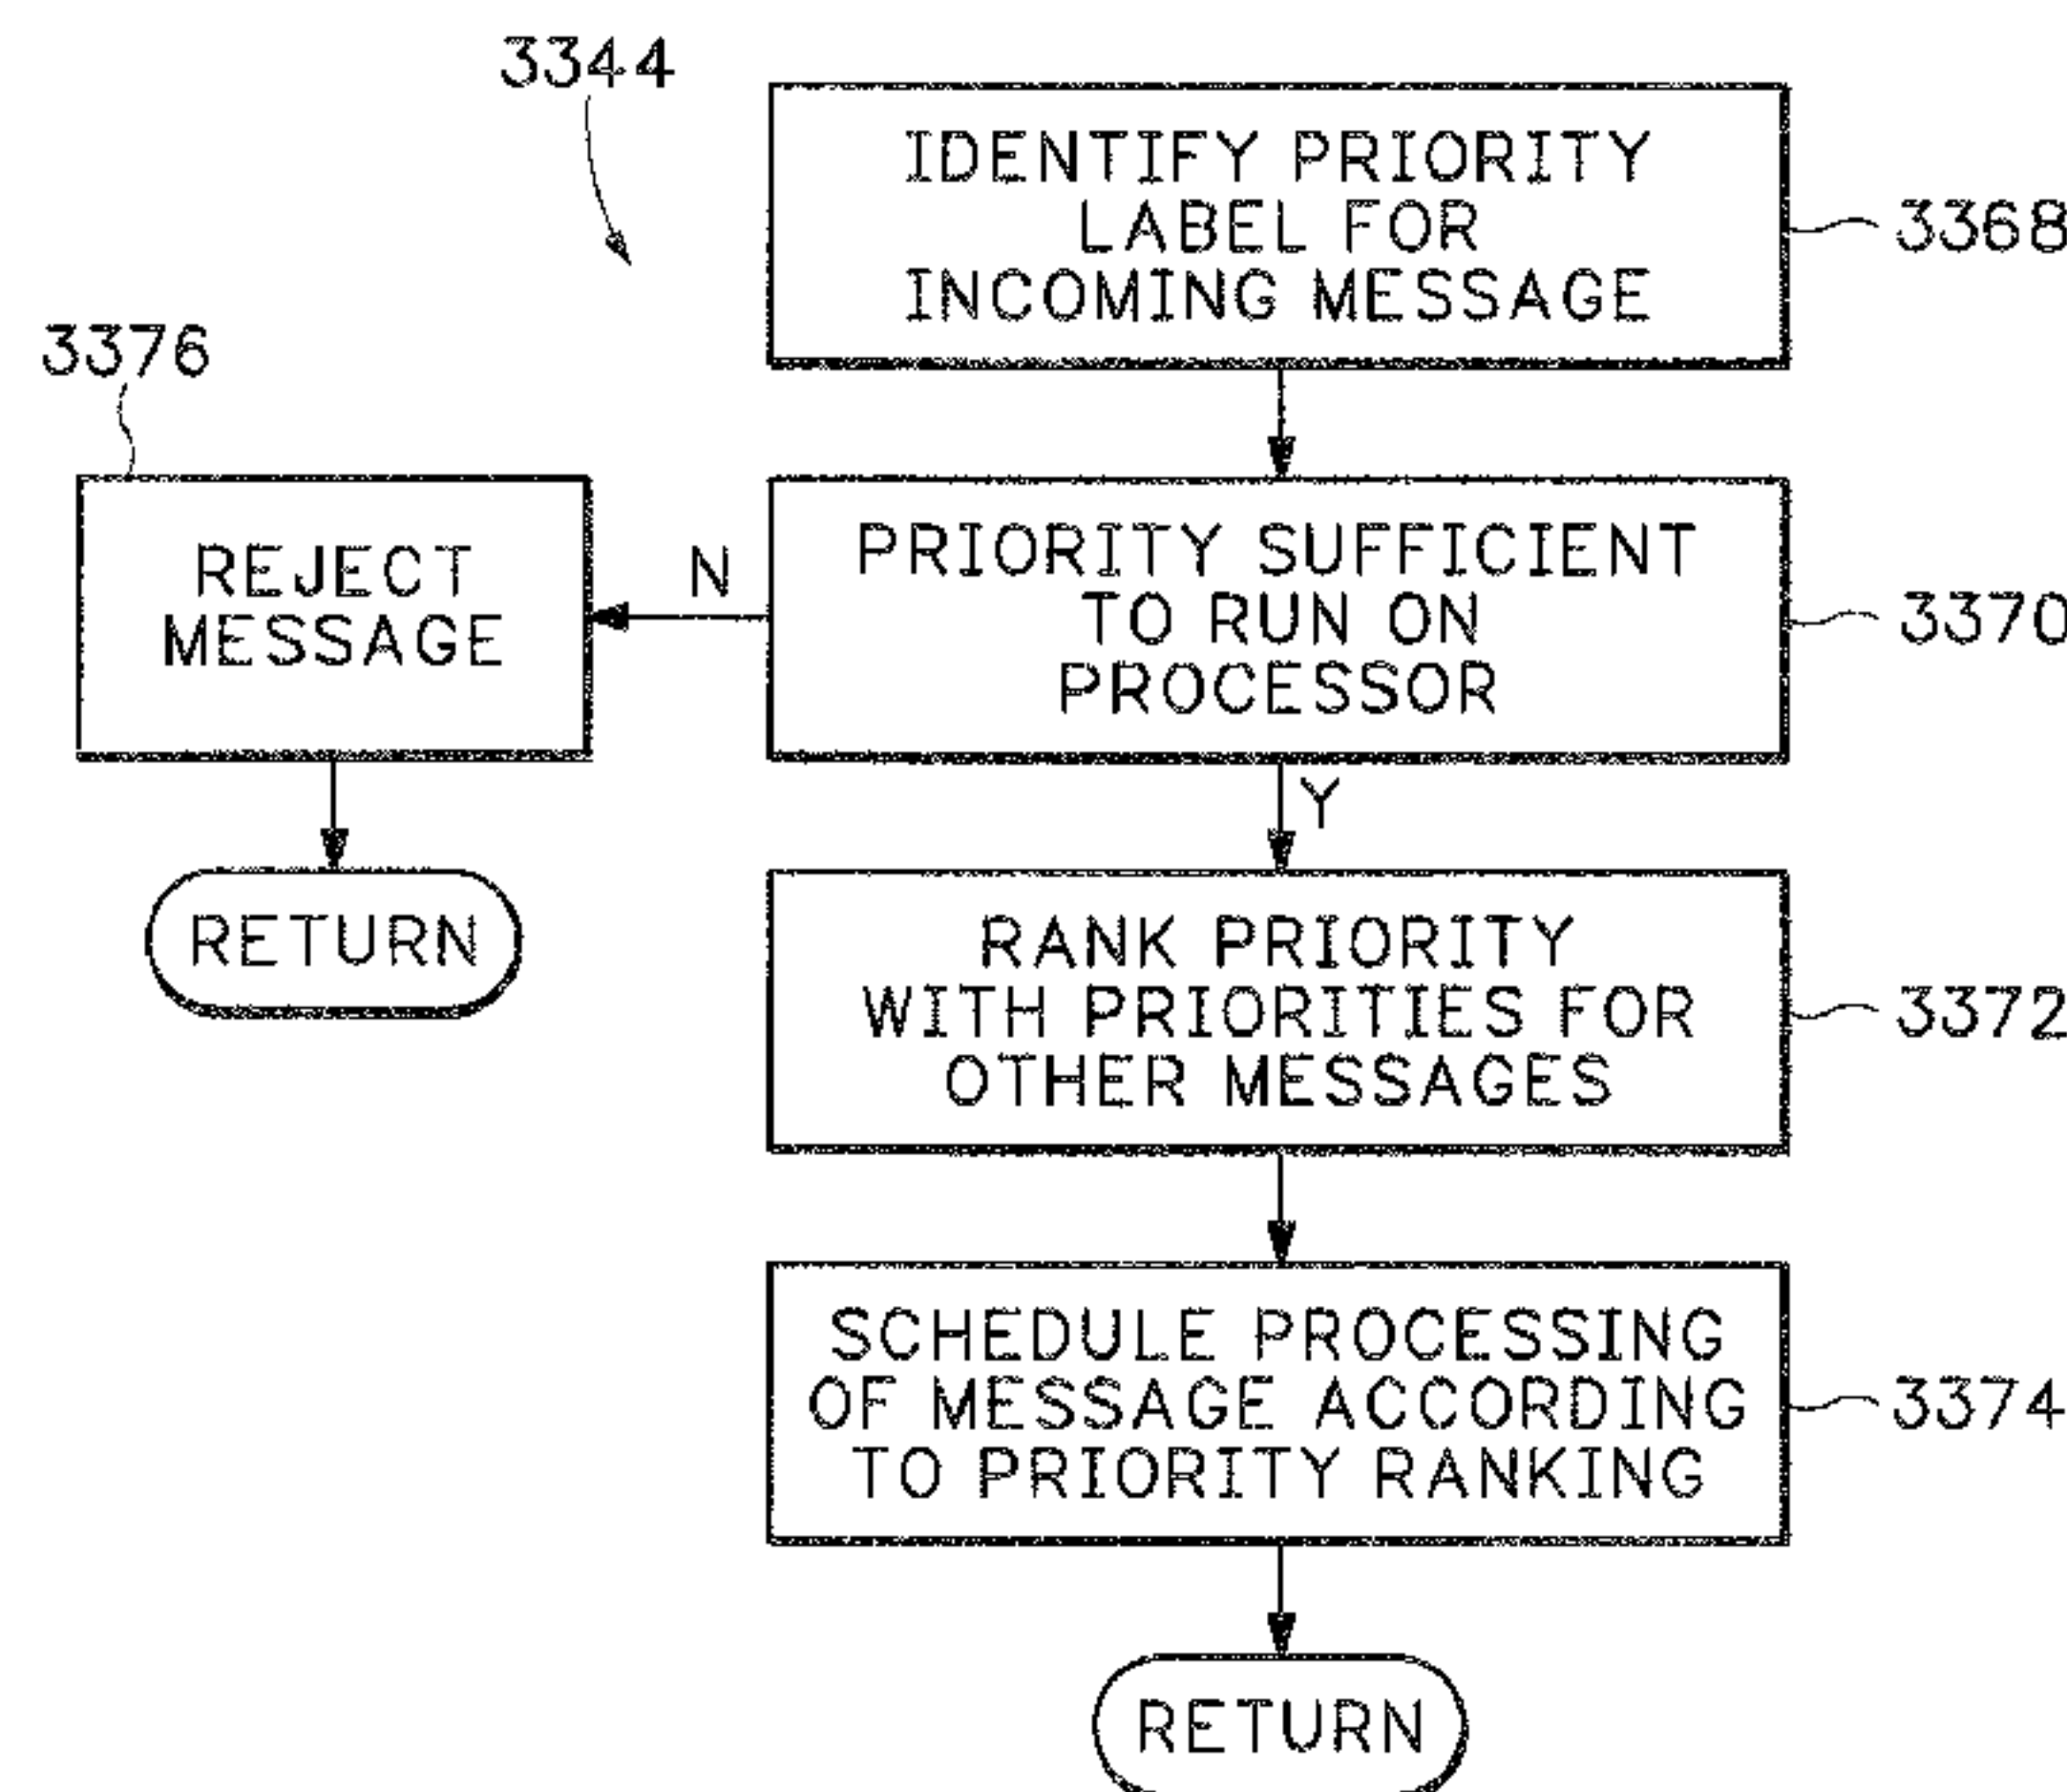 3344
IDENTIFY PRIORITY
LABEL FOR
INCOMING MESSAGE
3368
3376
REJECT
MESSAGE
N
PRIORITY SUFFICIENT
TO RUN ON
PROCESSOR
3370
Y
RETURN
RANK PRIORITY
WITH PRIORITIES FOR
OTHER MESSAGES
3372
SCHEDULE PROCESSING
OF MESSAGE ACCORDING
TO PRIORITY RANKING
3374
RETURN